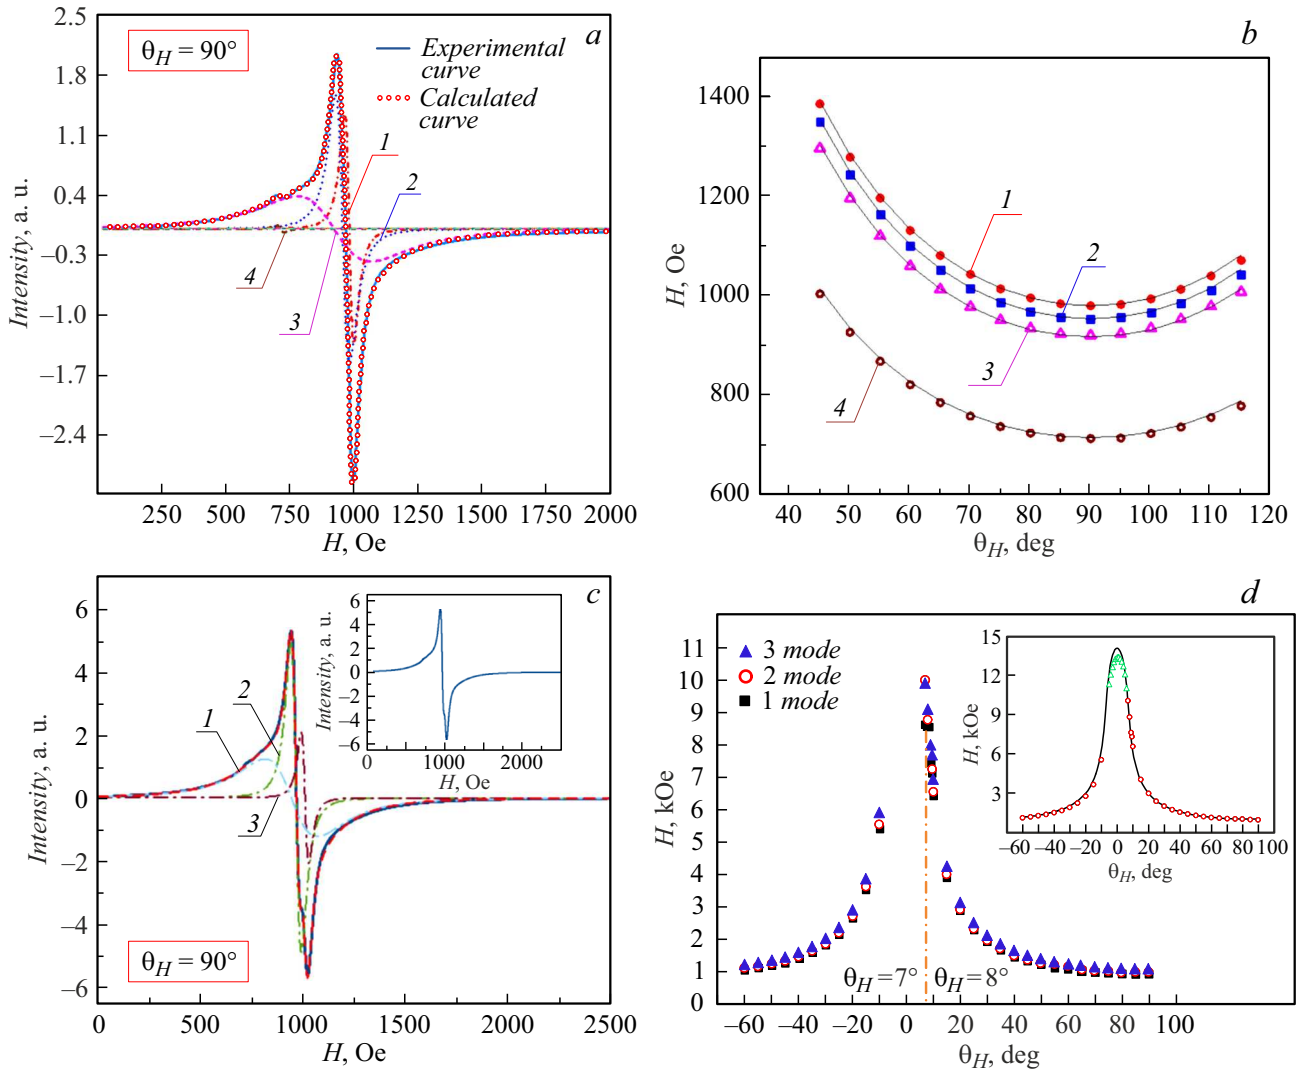 a
2.5
1.8
1.1
0.4
–0.3
–1.0
–1.7
–2.4
Intensity, a. u.
θH = 90°
Experimental
curve
Calculated
curve
1
2
3
4
250 500 750 1000 1250 1500 1750 2000
H, Oe
b
1400
1200
1000
800
600
H, Oe
1
2
3
4
40 50 60 70 80 90 100 110 120
θH, deg
c
6
4
2
0
–2
–4
–6
Intensity, a. u.
1
2
3
θH = 90°
0 500 1000 1500 2000 2500
H, Oe
6
5
4
3
2
0
–2
–4
–6
Intensity, a. u.
0 1000 2000
H, Oe
d
11
10
9
8
7
6
5
4
3
2
1
0
H, kOe
3 mode
2 mode
1 mode
θH = 7°
θH = 8°
–60 –40 –20 0 20 40 60 80 100
θH, deg
15
12
9
6
3
H, kOe
–60 –40 –20 0 20 40 60 80 100
θH, deg